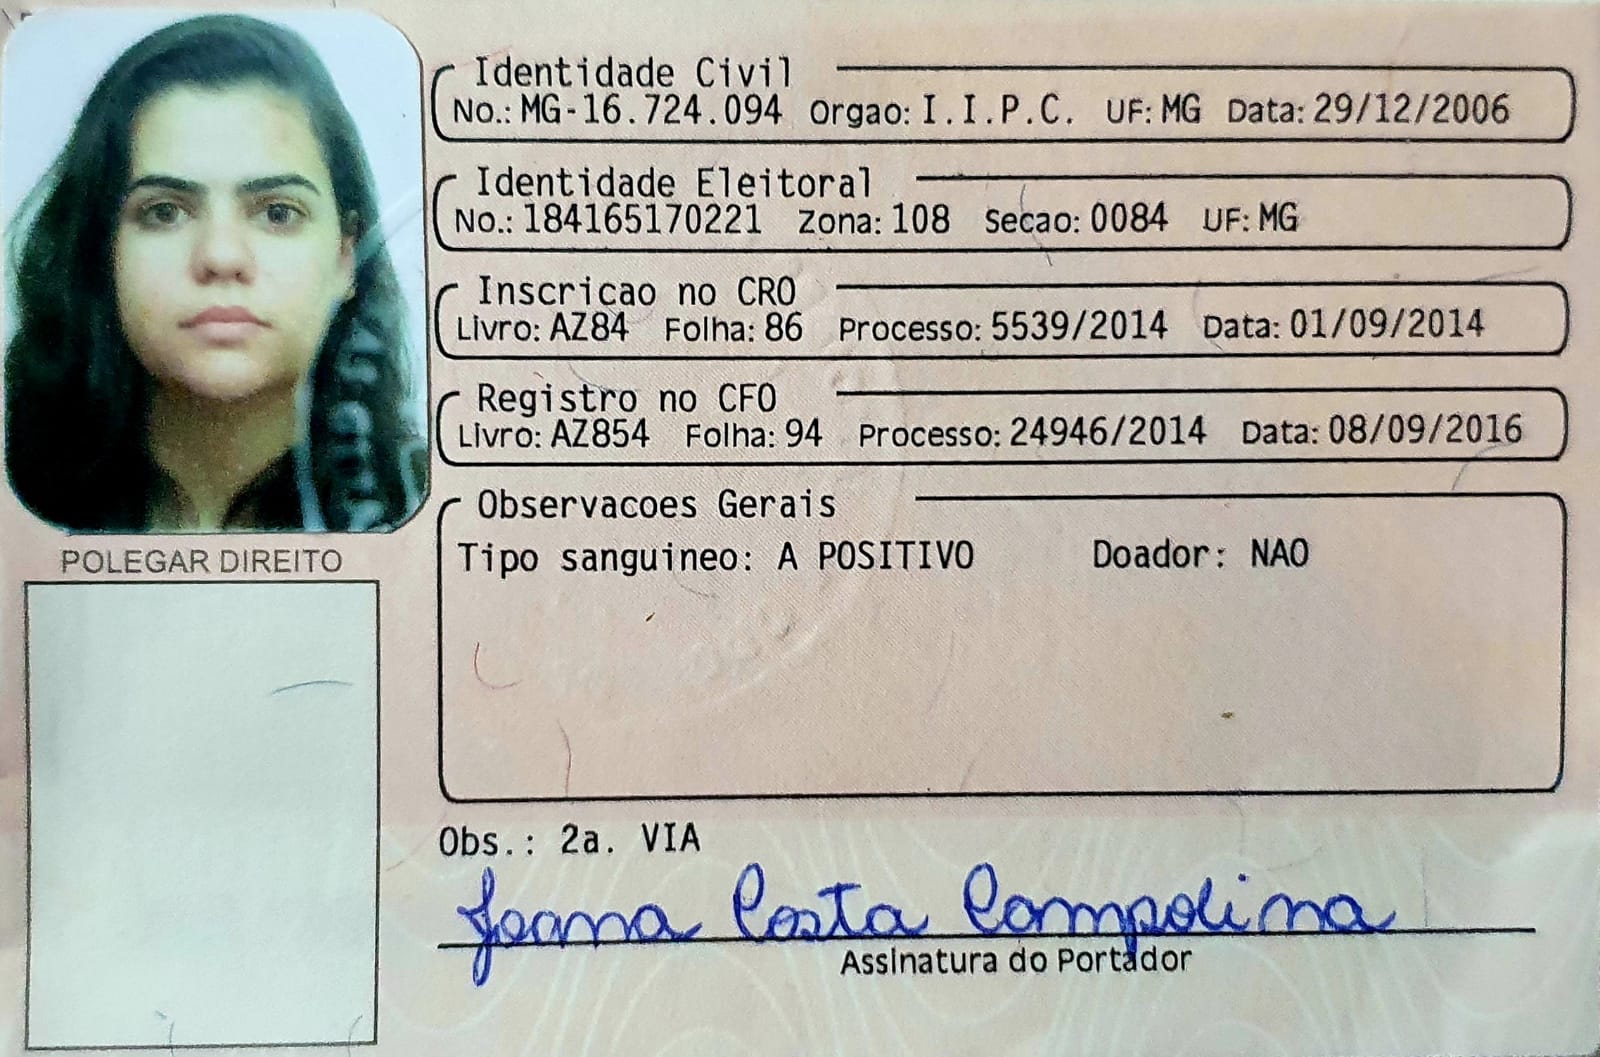 Identidade Civil
No.: MG-16.724.094 Orgao: I.I.P.C. UF: MG Data: 29/12/2006
Identidade Eleitoral
No.: 184165170221 Zona: 108 Secao: 0084 UF: MG
Inscriçao no CRO
Livro: AZ84 Folha: 86 Processo: 5539/2014 Data: 01/09/2014
Registro no CFO
Livro: AZ854 Folha: 94 Processo: 24946/2014 Data: 08/09/2016
Observacoes Gerais
Tipo sanguineo: A POSITIVO Doador: NAO
POLEGAR DIREITO
Obs.: 2a. VIA
Joana Costa Campolina
Assinatura do Portador